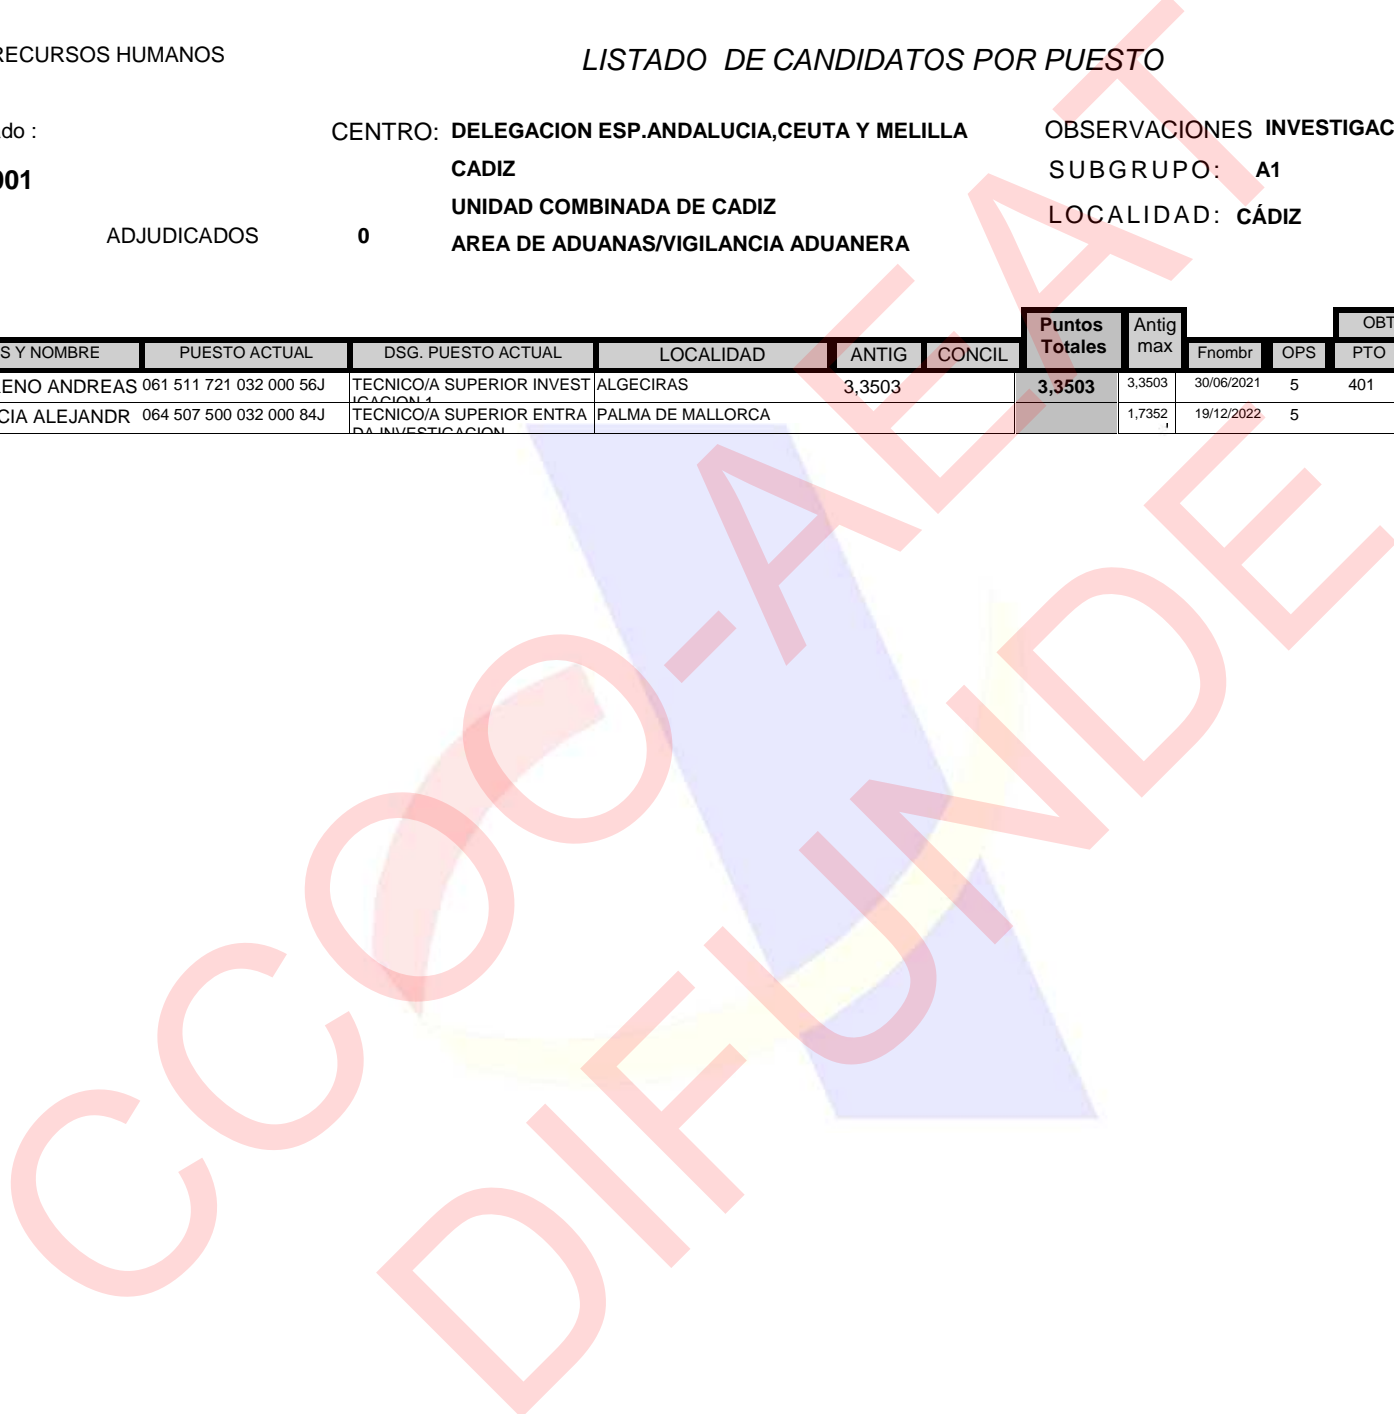 RECURSOS HUMANOS
LISTADO DE CANDIDATOS POR PUESTO
do :
CENTRO: DELEGACION ESP.ANDALUCIA,CEUTA Y MELILLA
OBSERVACIONES INVESTIGAC
CADIZ
SUBGRUPO: A1
001
UNIDAD COMBINADA DE CADIZ
LOCALIDAD: CÁDIZ
ADJUDICADOS 0
AREA DE ADUANAS/VIGILANCIA ADUANERA
Puntos Totales Antig max OBT
S Y NOMBRE PUESTO ACTUAL DSG. PUESTO ACTUAL LOCALIDAD ANTIG CONCIL Fnombr OPS PTO
ENO ANDREAS 061 511 721 032 000 56J TECNICO/A SUPERIOR INVEST ALGECIRAS 3,3503 3,3503 3,3503 30/06/2021 5 401
ICACION 1
CIA ALEJANDR 064 507 500 032 000 84J TECNICO/A SUPERIOR ENTRA PALMA DE MALLORCA 1,7352 19/12/2022 5
DA INVESTIGACION
CCOO-AEAT
DIFUNDE